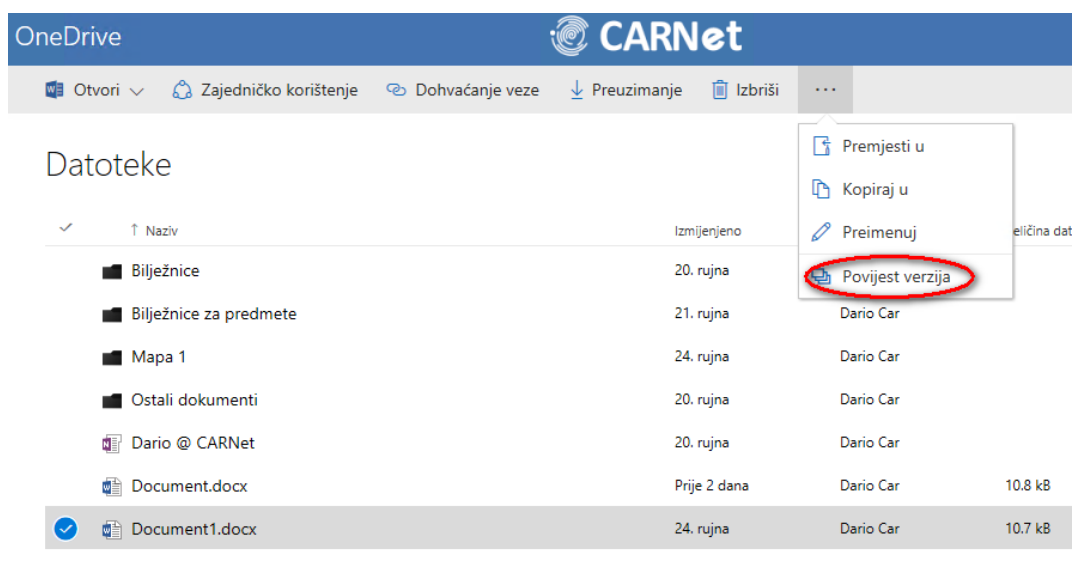 OneDrive CARNet
Otvori Zajedničko korištenje Dohvaćanje veze Preuzimanje Izbriši ...
Premjesti u
Kopiraj u
Preimenuj
Povijest verzija
Datoteke
↑ Naziv Izmijenjeno eličina dat
Bilježnice 20. rujna
Bilježnice za predmete 21. rujna Dario Car
Mapa 1 24. rujna Dario Car
Ostali dokumenti 20. rujna Dario Car
Dario @ CARNet 20. rujna Dario Car
Document.docx Prije 2 dana Dario Car 10.8 kB
Document1.docx 24. rujna Dario Car 10.7 kB